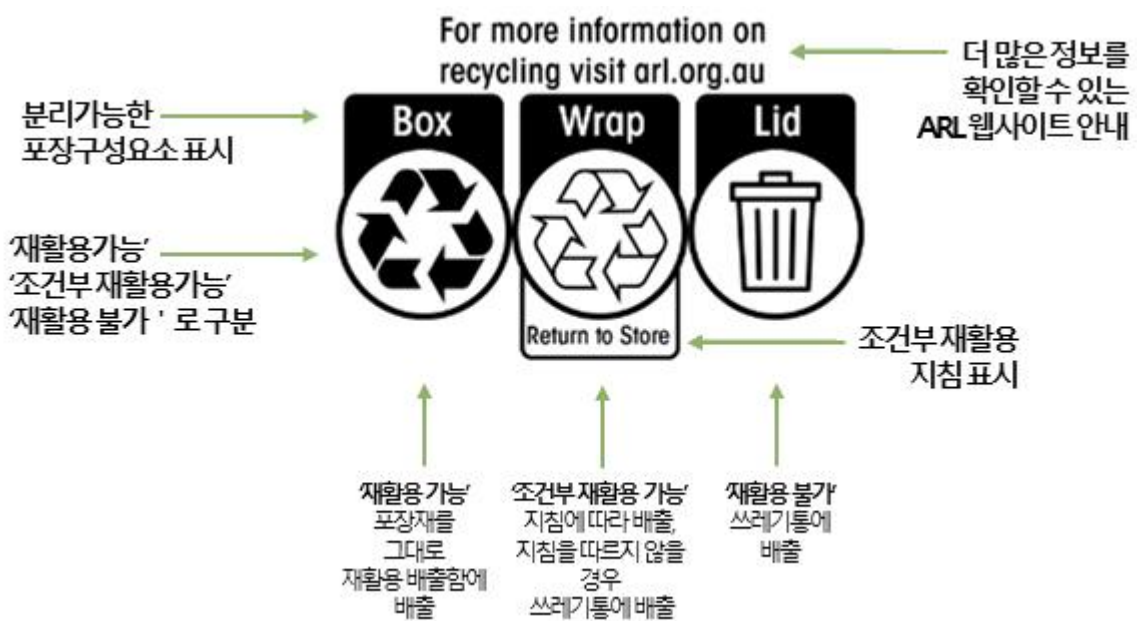 For more information on
recycling visit arl.org.au
더 많은 정보를
확인할 수 있는
ARL 웹사이트 안내
분리가능한
포장구성요소 표시
Box
Wrap
Lid
'재활용가능'
'조건부 재활용가능'
'재활용 불가 ' 로 구분
Return to Store
조건부 재활용
지침 표시
'재활용 가능'
포장재를
그대로
재활용 배출함에
배출
'조건부 재활용 가능'
지침에 따라 배출,
지침을 따르지 않을
경우
쓰레기통에 배출
'재활용 불가'
쓰레기통에
배출